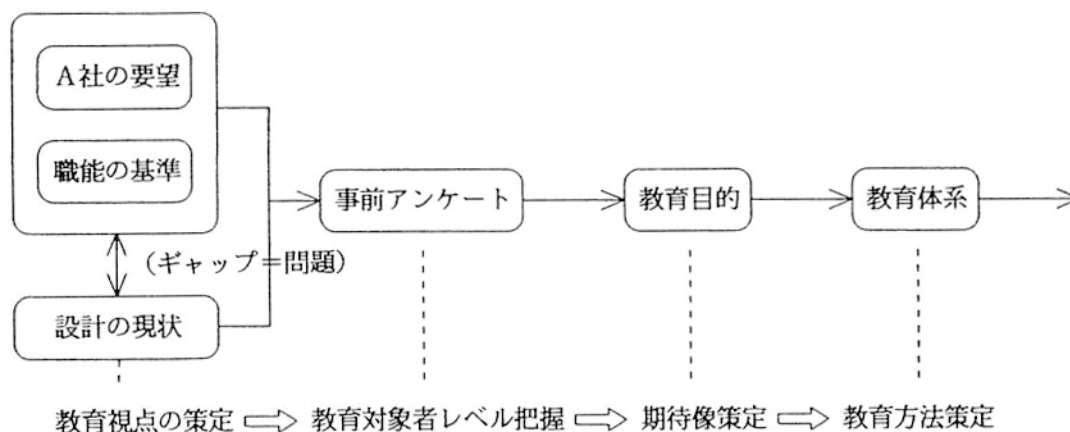 A社の要望
職能の基準
事前アンケート
教育目的
教育体系
(ギャップ=問題)
設計の現状
教育視点の策定 ⇨ 教育対象者レベル把握 ⇨ 期待像策定 ⇨ 教育方法策定